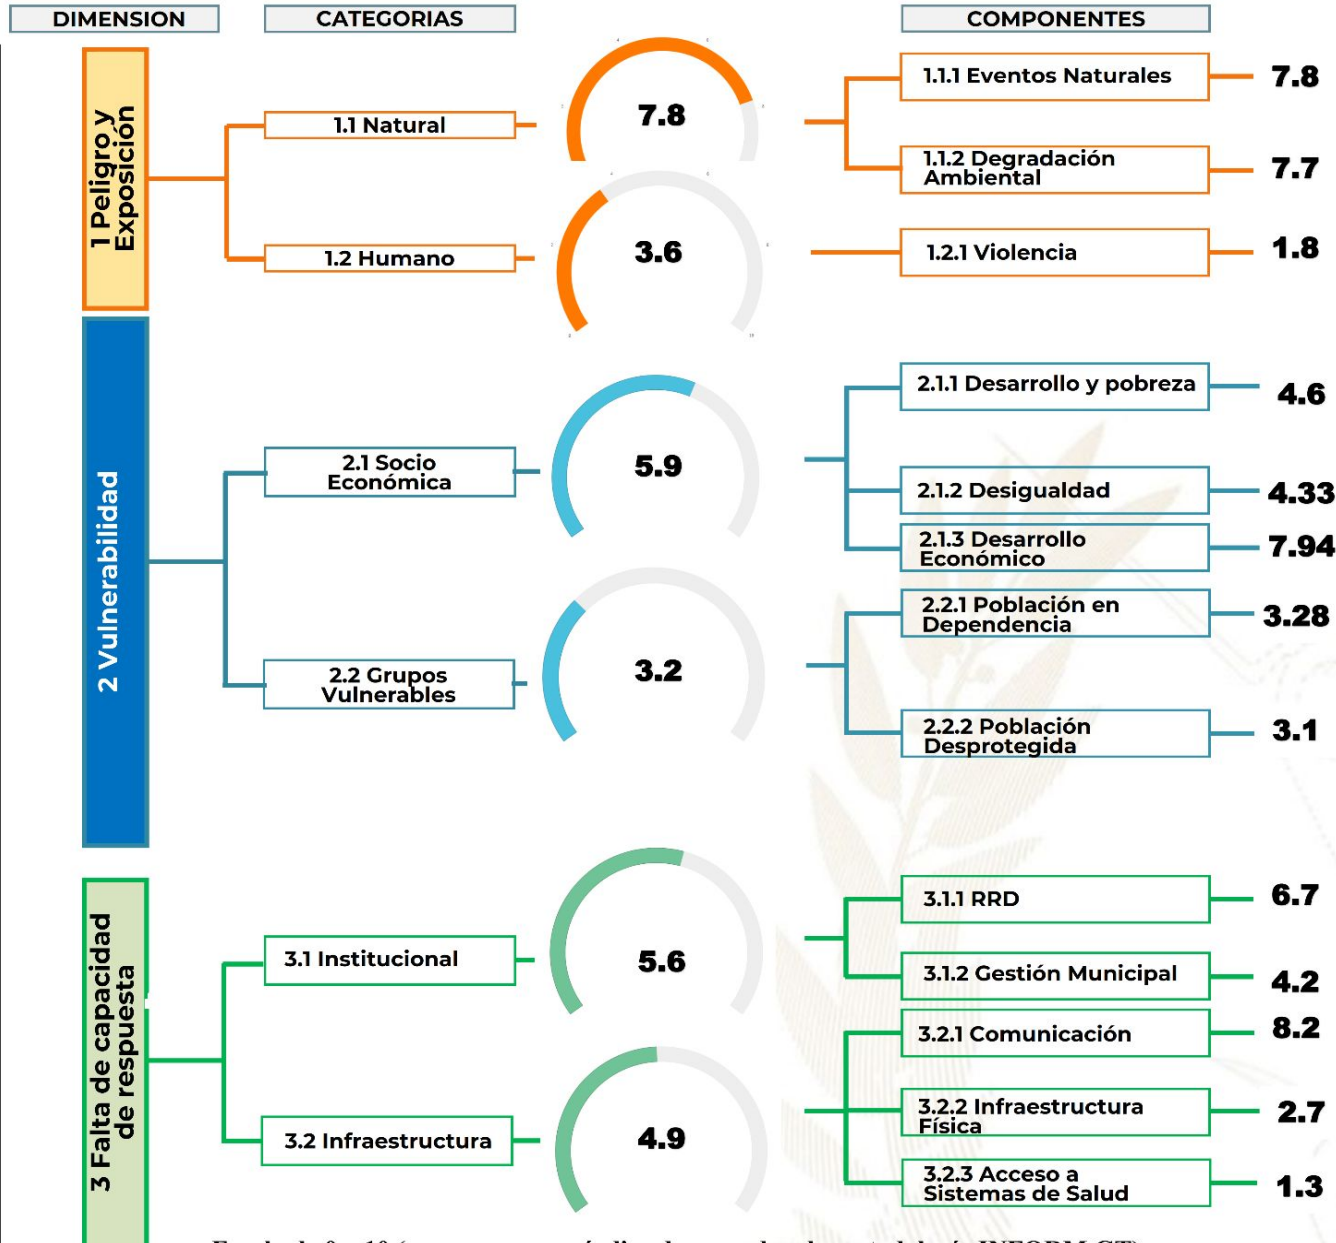 DIMENSION
CATEGORIAS
COMPONENTES
1 Peligro y
Exposición
1.1 Natural
7.8
1.1.1 Eventos Naturales
7.8
1.1.2 Degradación
Ambiental
7.7
1.2 Humano
3.6
1.2.1 Violencia
1.8
2 Vulnerabilidad
2.1 Socio
Económica
5.9
2.1.1 Desarrollo y pobreza
4.6
2.1.2 Desigualdad
4.33
2.1.3 Desarrollo
Económico
7.94
2.2 Grupos
Vulnerables
3.2
2.2.1 Población en
Dependencia
3.28
2.2.2 Población
Desprotegida
3.1
3 Falta de capacidad
de respuesta
3.1 Institucional
5.6
3.1.1 RRD
6.7
3.1.2 Gestión Municipal
4.2
3.2 Infraestructura
4.9
3.2.1 Comunicación
8.2
3.2.2 Infraestructura
Física
2.7
3.2.3 Acceso a
Sistemas de Salud
1.3